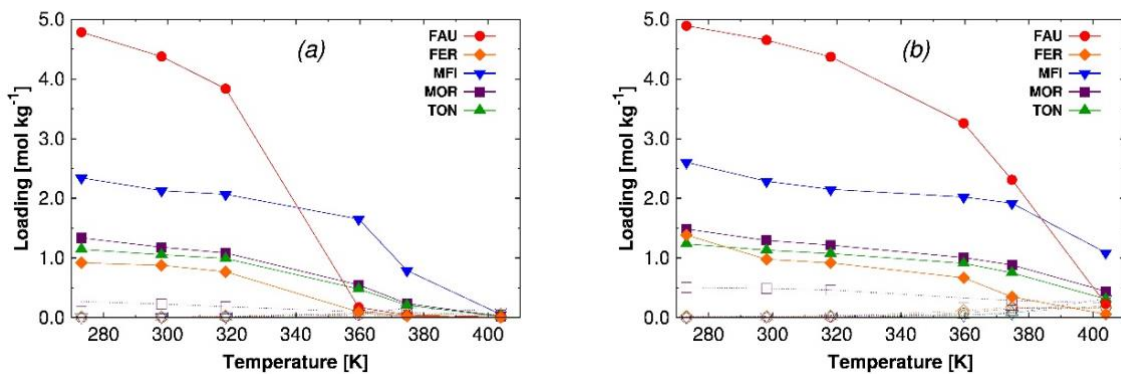 (a)
FAU
FER
MFI
MOR
TON
5.0
4.0
3.0
2.0
1.0
0.0
Loading [mol kg-1]
280 300 320 340 360 380 400
Temperature [K]
(b)
FAU
FER
MFI
MOR
TON
5.0
4.0
3.0
2.0
1.0
0.0
Loading [mol kg-1]
280 300 320 340 360 380 400
Temperature [K]